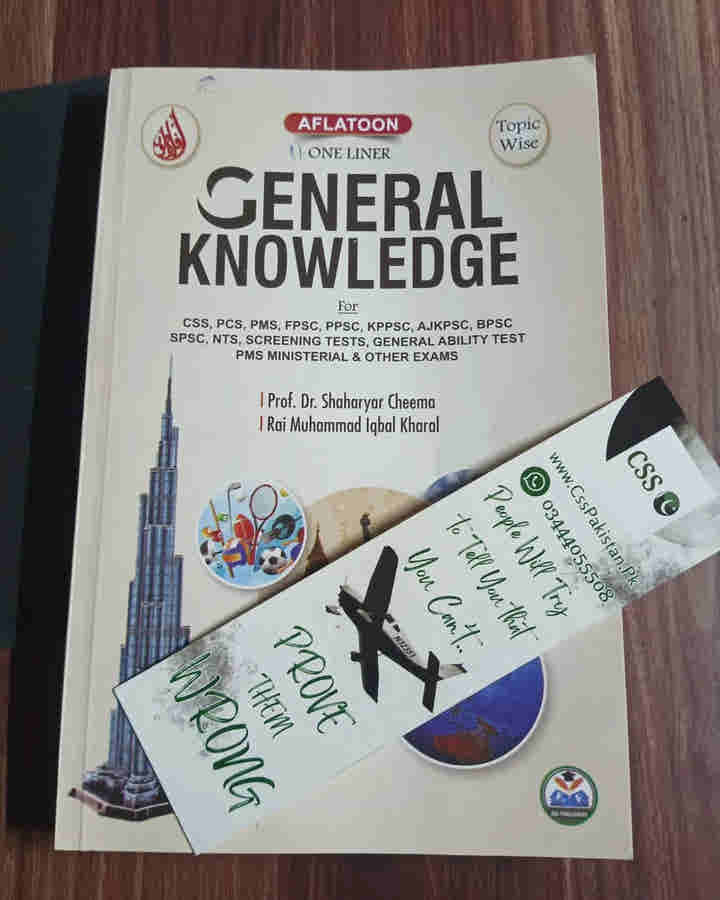 AFLATOON
ONE LINER
Topic
Wise
GENERAL
KNOWLEDGE
For
CSS, PCS, PMS, FPSC, PPSC, KPPSC, AJKPSC, BPSC
SPSC, NTS, SCREENING TESTS, GENERAL ABILITY TEST
PMS MINISTERIAL & OTHER EXAMS
Prof. Dr. Shaharyar Cheema
Rai Muhammad Iqbal Kharal
CSS
www.CssPakistan.Pk
03444055508
People Will Try
to Tell You that
You Can't..
PROVE
THEM
WRONG